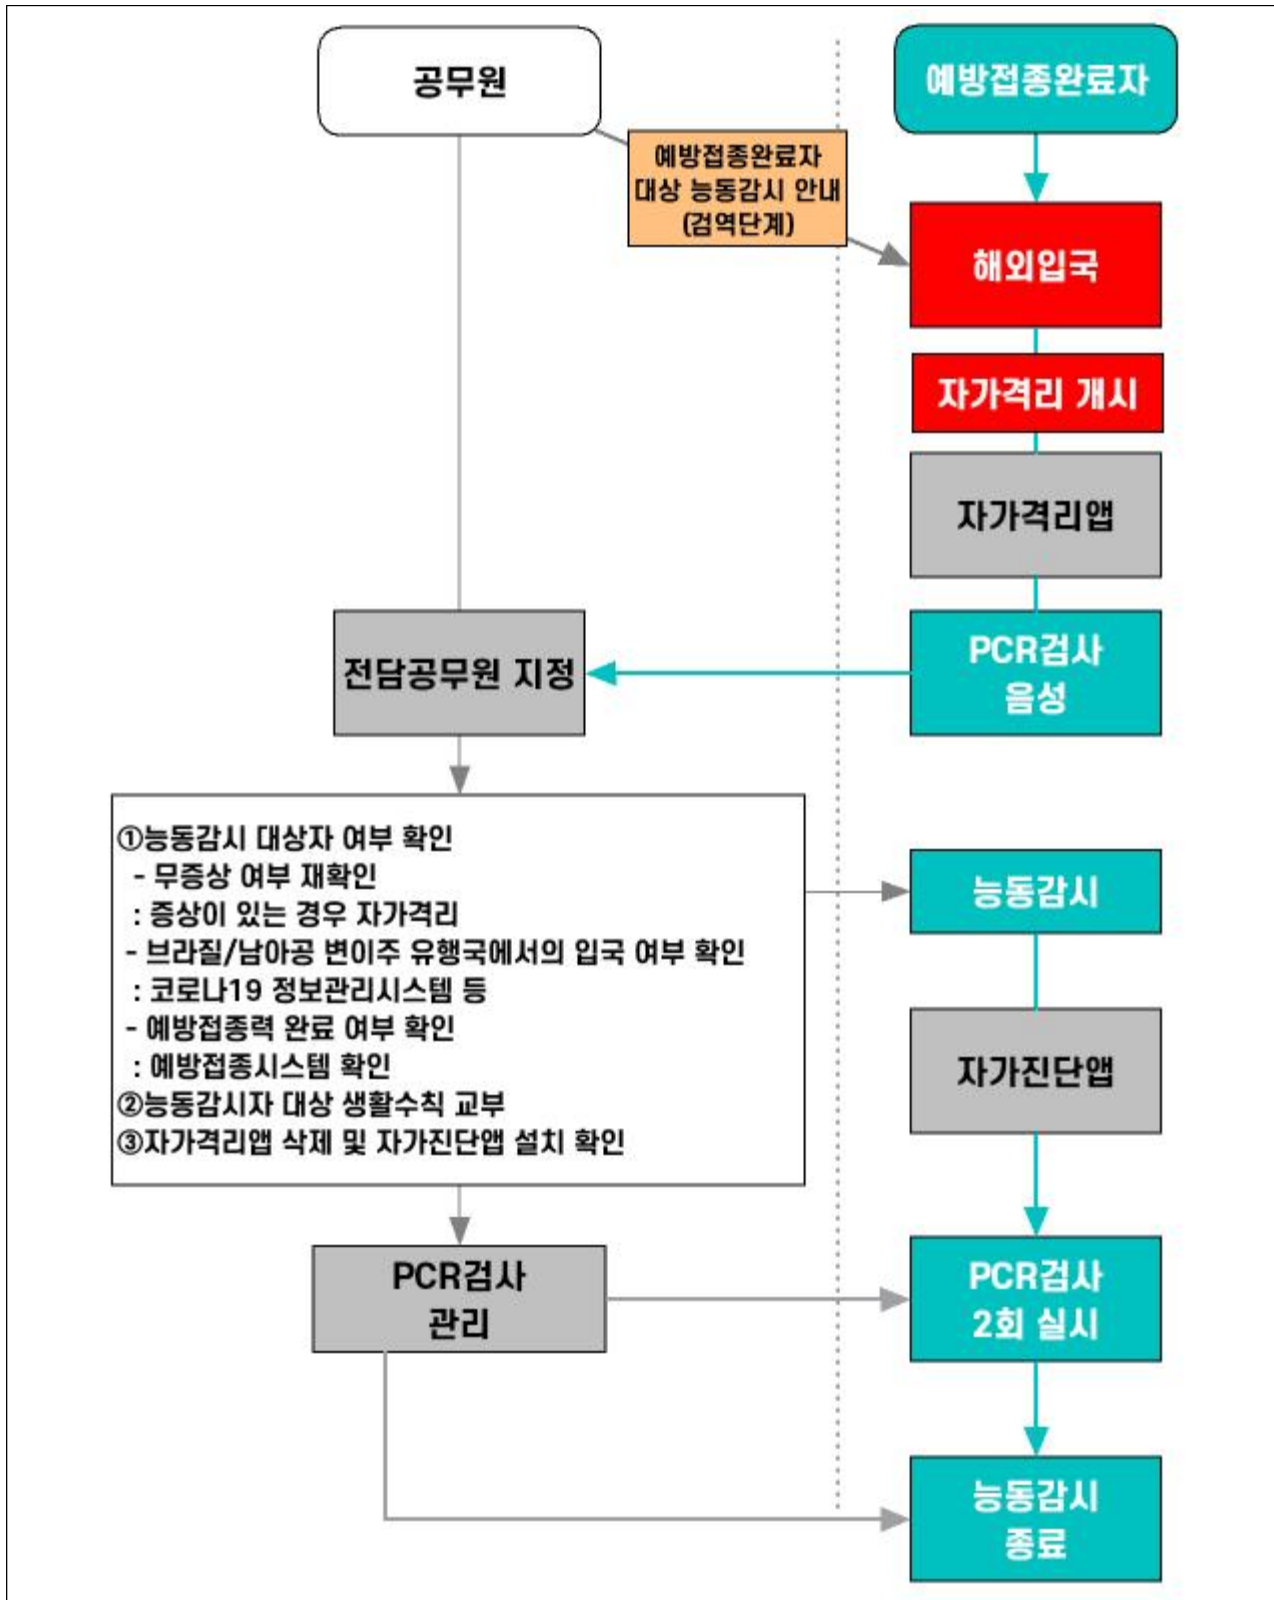 공무원
예방접종완료자
예방접종완료자
대상 능동감시 안내
(검역단계)
해외입국
자가격리 개시
자가격리앱
전담공무원 지정
PCR검사
음성
①능동감시 대상자 여부 확인
- 무증상 여부 재확인
: 증상이 있는 경우 자가격리
- 브라질/남아공 변이주 유행국에서의 입국 여부 확인
: 코로나19 정보관리시스템 등
- 예방접종력 완료 여부 확인
: 예방접종시스템 확인
②능동감시자 대상 생활수칙 교부
③자가격리앱 삭제 및 자가진단앱 설치 확인
능동감시
자가진단앱
PCR검사
관리
PCR검사
2회 실시
능동감시
종료